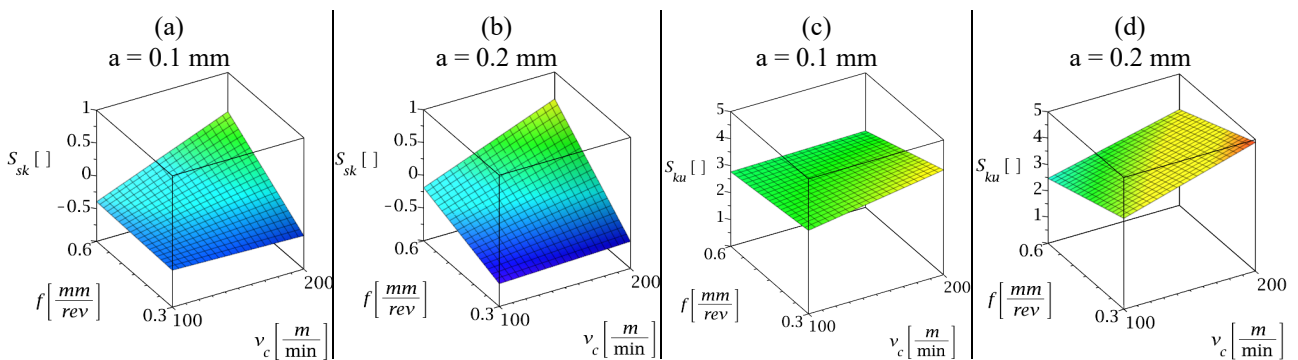 (a)
a = 0.1 mm
1
0.5
S_sk [ ]
0
−0.5
0.6
f [mm/rev]
0.3
100
200
v_c [m/min]
(b)
a = 0.2 mm
1
0.5
S_sk [ ]
0
−0.5
0.6
f [mm/rev]
0.3
100
200
v_c [m/min]
(c)
a = 0.1 mm
5
4
3
S_ku [ ]
2
1
0.6
f [mm/rev]
0.3
100
200
v_c [m/min]
(d)
a = 0.2 mm
5
4
3
S_ku [ ]
2
1
0.6
f [mm/rev]
0.3
100
200
v_c [m/min]